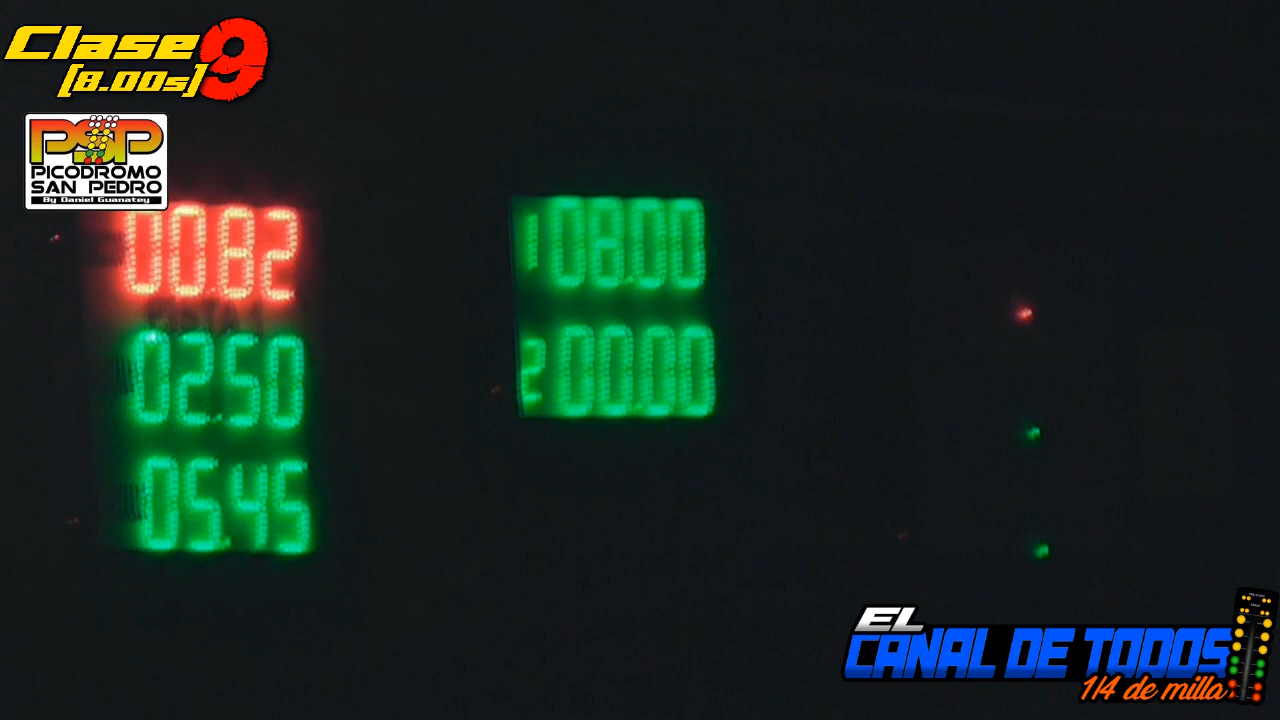 Clase 9
[8.00s]
PSP
PICODROMO
SAN PEDRO
By Daniel Guanatey
00.82
02.50
05.45
1 08.00
2 00.00
EL
CANAL DE TODOS
1/4 de milla